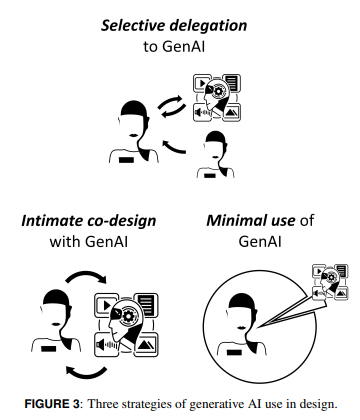 Selective delegation
to GenAI
Intimate co-design
with GenAI
Minimal use of
GenAI
FIGURE 3: Three strategies of generative AI use in design.